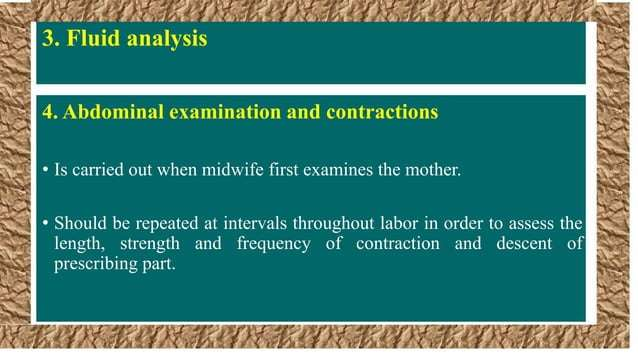 3. Fluid analysis
4. Abdominal examination and contractions
• Is carried out when midwife first examines the mother.
• Should be repeated at intervals throughout labor in order to assess the
length, strength and frequency of contraction and descent of
prescribing part.